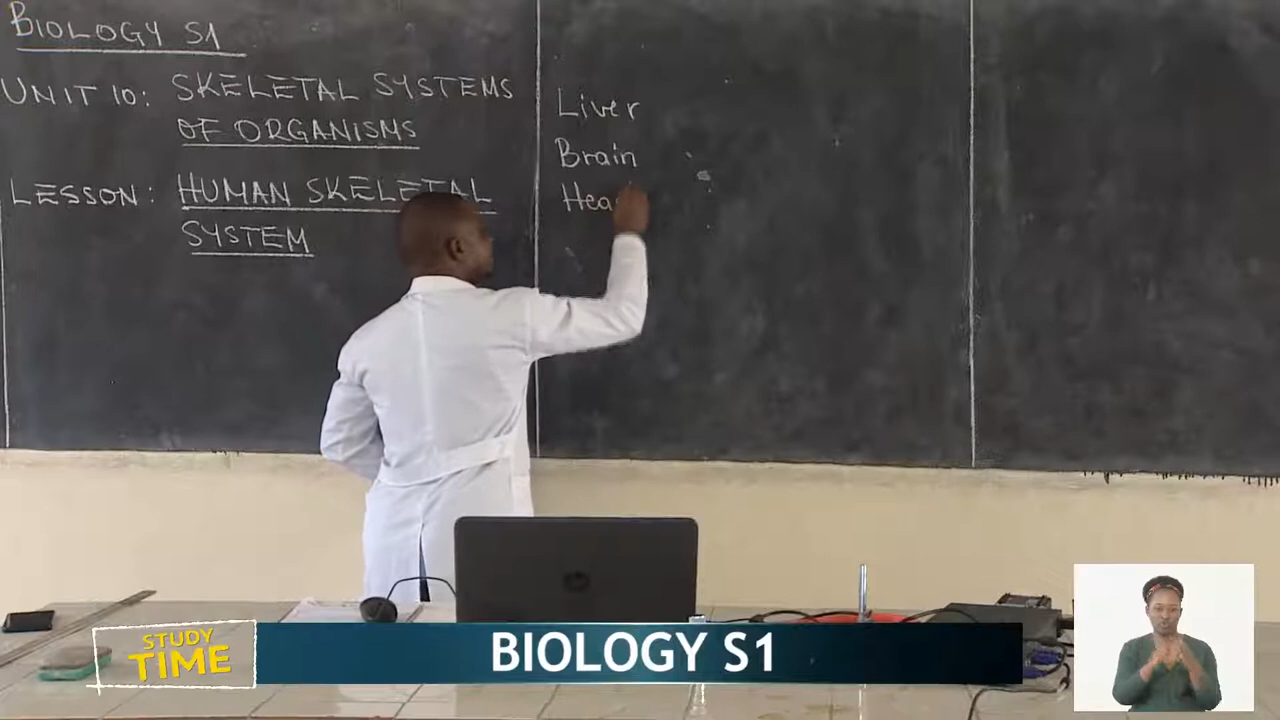 BIOLOGY S1
UNIT 10: SKELETAL SYSTEMS
OF ORGANISMS
LESSON: HUMAN SKELETAL
SYSTEM
Liver
Brain
STUDY
TIME
BIOLOGY S1